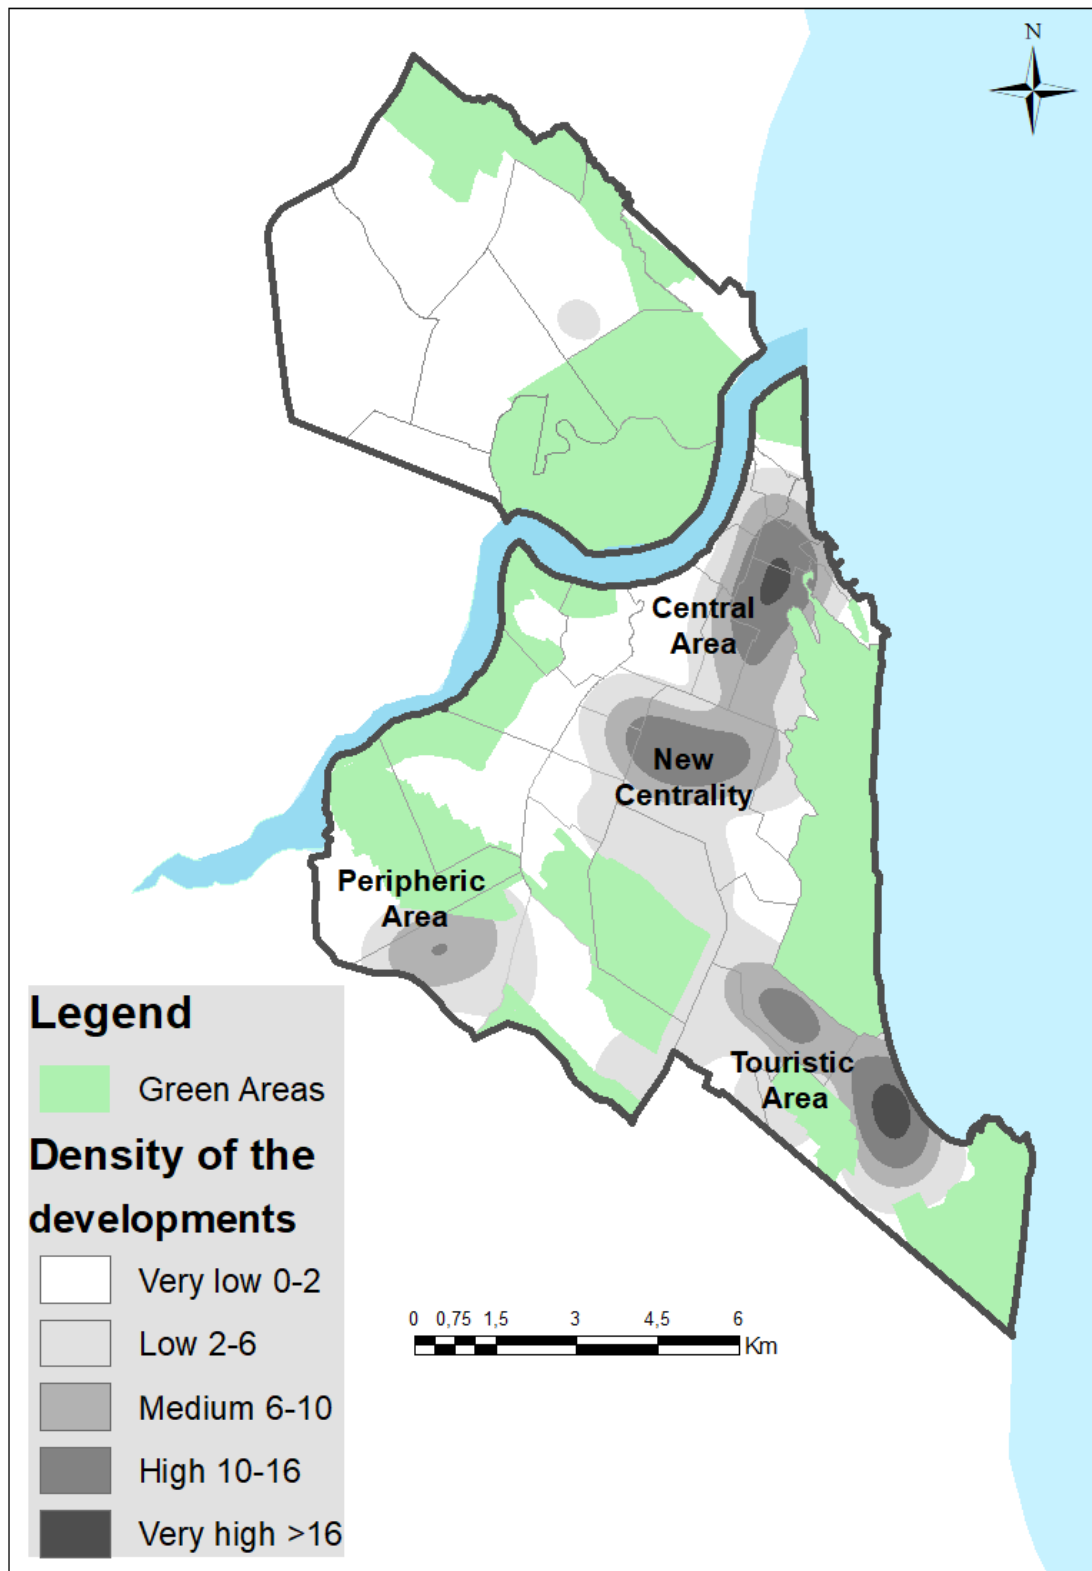 N
Central
Area
New
Centrality
Peripheric
Area
Touristic
Area
Legend
Green Areas
Density of the
developments
Very low 0-2
Low 2-6
Medium 6-10
High 10-16
Very high >16
0 0,75 1,5 3 4,5 6
Km